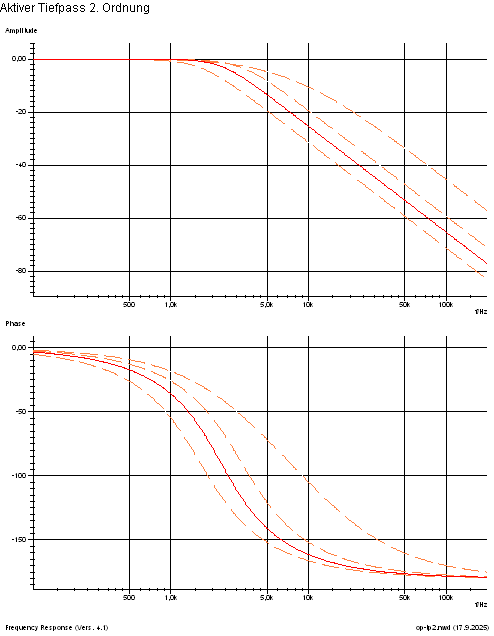 Aktiver Tiefpass 2. Ordnung
Amplitude
0,00
-20
-40
-60
-80
500 1,0k 5,0k 10k 50k 100k
f/Hz
Phase
0,00
-50
-100
-150
500 1,0k 5,0k 10k 50k 100k
f/Hz
Frequency Response (Vers. 4.1) op-lp2.nwd (17.9.2025)